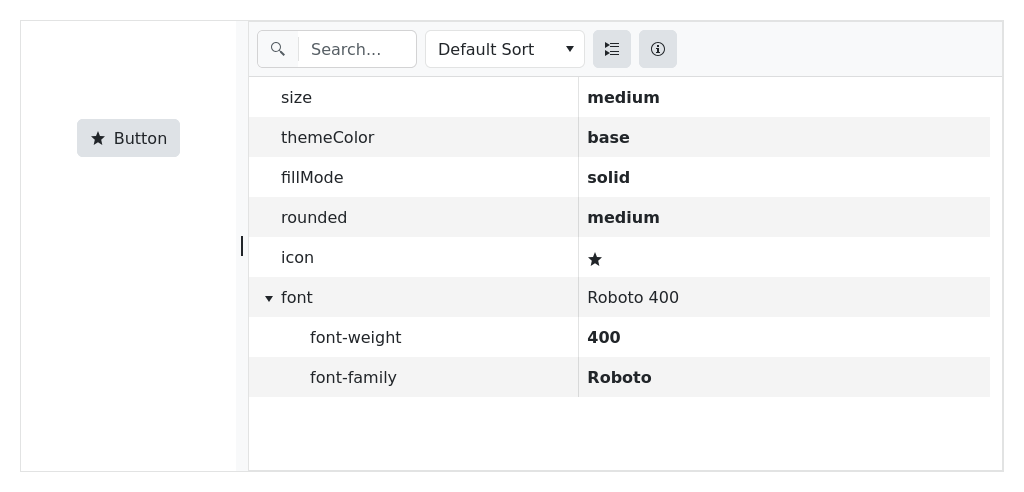 Search...
Default Sort
Button
size medium
themeColor base
fillMode solid
rounded medium
icon
font Roboto 400
font-weight 400
font-family Roboto